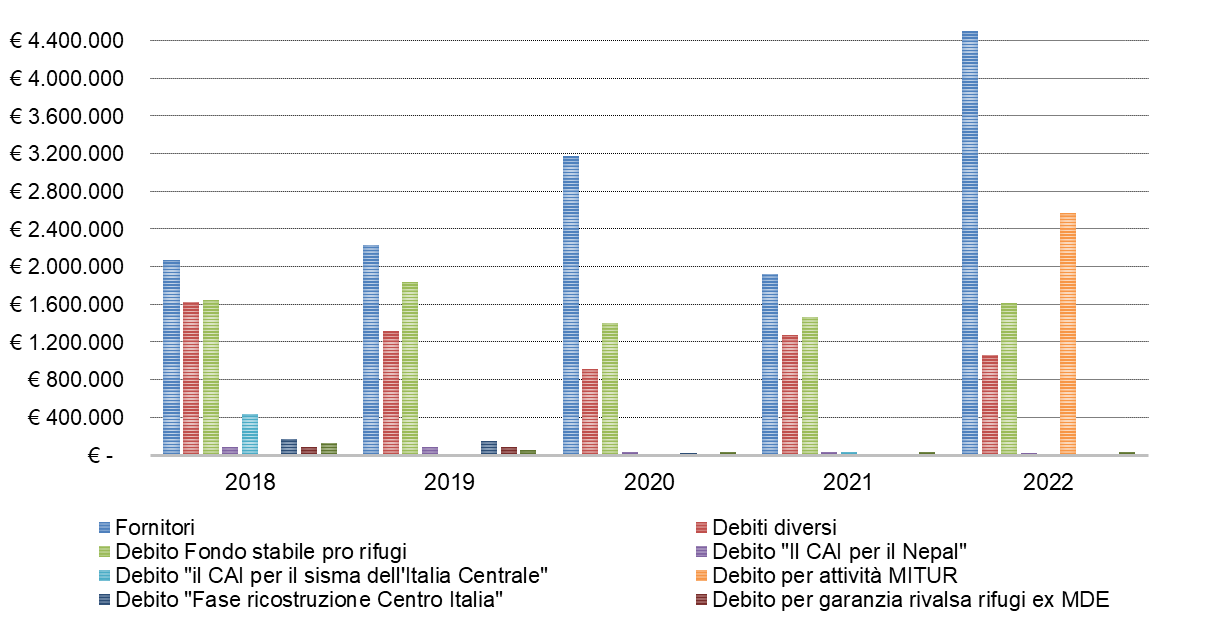 € 4.400.000
€ 4.000.000
€ 3.600.000
€ 3.200.000
€ 2.800.000
€ 2.400.000
€ 2.000.000
€ 1.600.000
€ 1.200.000
€ 800.000
€ 400.000
€ -
2018 2019 2020 2021 2022
Fornitori Debiti diversi
Debito Fondo stabile pro rifugi Debito "Il CAI per il Nepal"
Debito "il CAI per il sisma dell'Italia Centrale" Debito per attività MITUR
Debito "Fase ricostruzione Centro Italia" Debito per garanzia rivalsa rifugi ex MDE